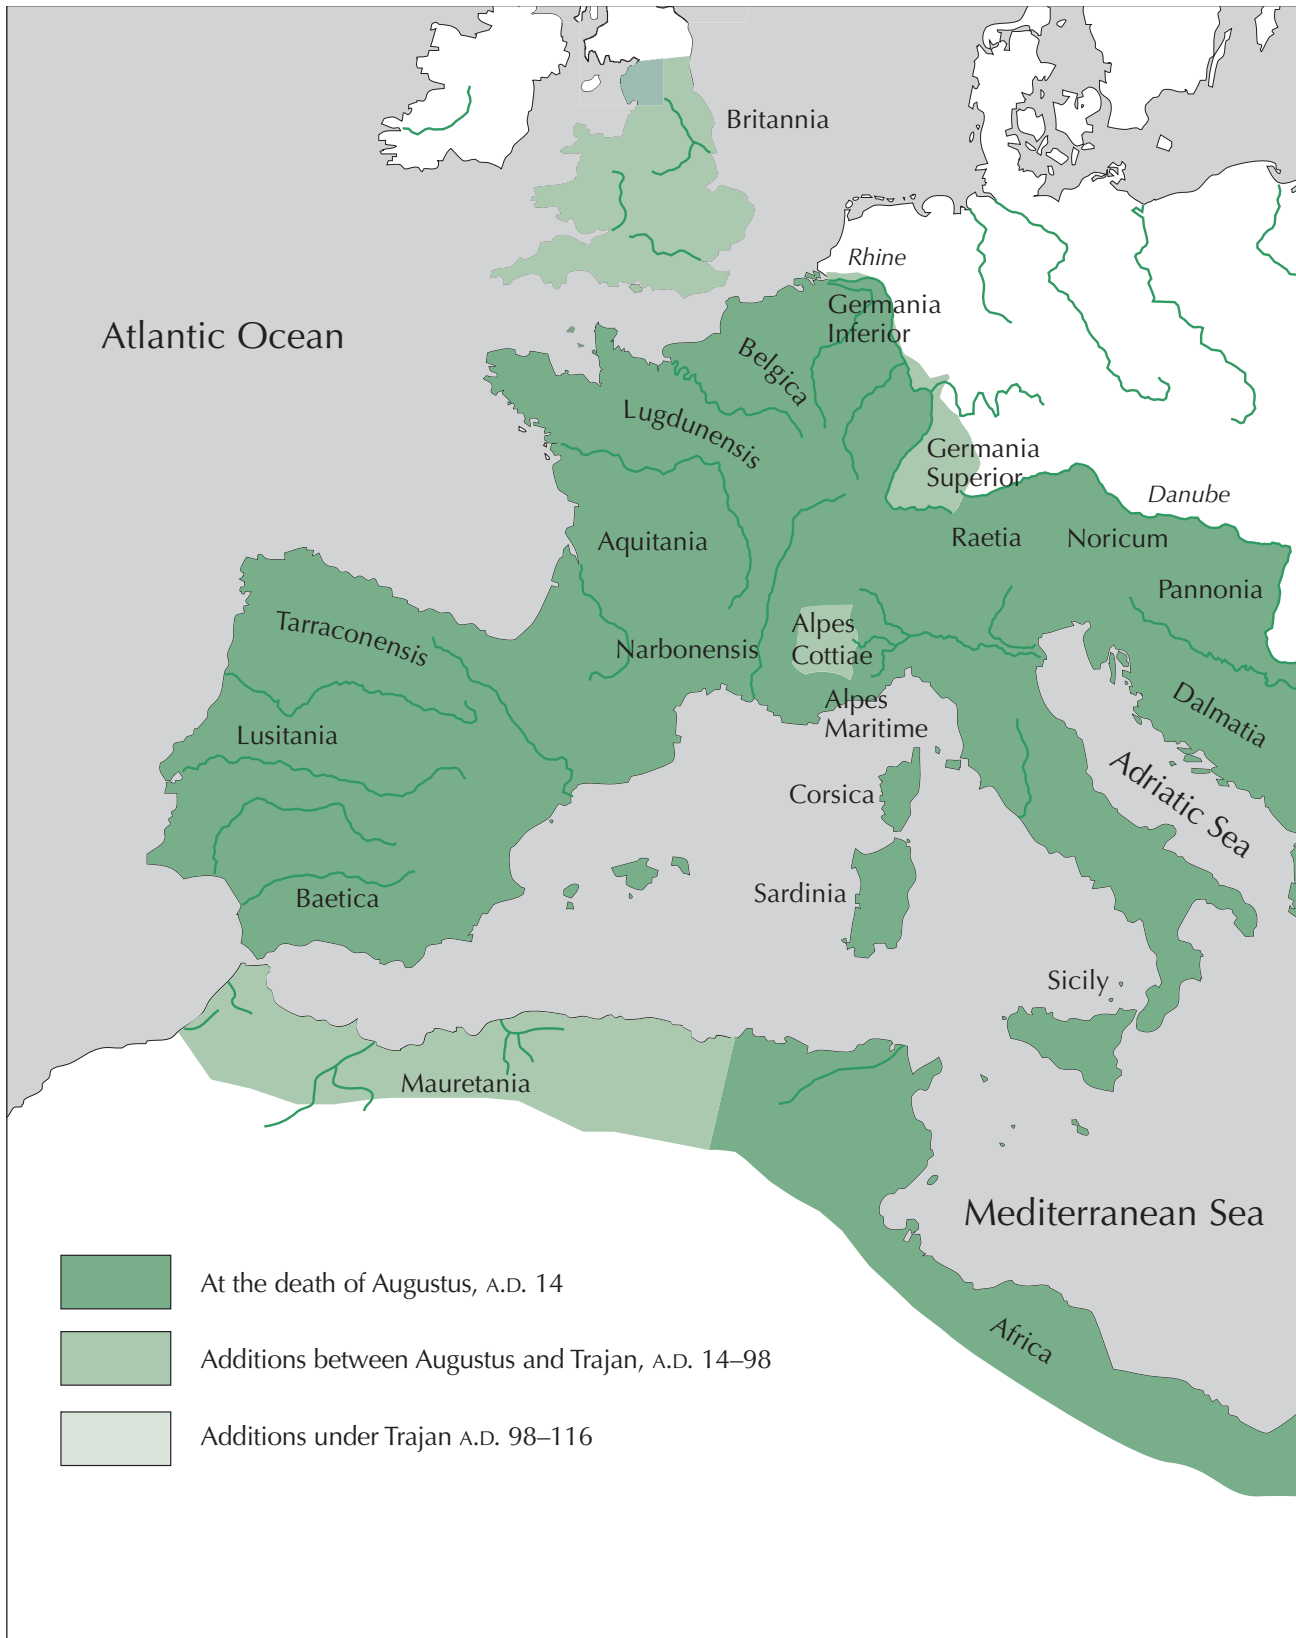 Britannia
Rhine
Germania
Inferior
Atlantic Ocean
Belgica
Lugdunensis
Germania
Superior
Danube
Aquitania
Raetia
Noricum
Pannonia
Tarraconensis
Narbonensis
Alpes
Cottiae
Alpes
Maritime
Dalmatia
Lusitania
Adriatic Sea
Corsica
Sardinia
Baetica
Sicily
Mauretania
Mediterranean Sea
Africa
At the death of Augustus, A.D. 14
Additions between Augustus and Trajan, A.D. 14–98
Additions under Trajan A.D. 98–116